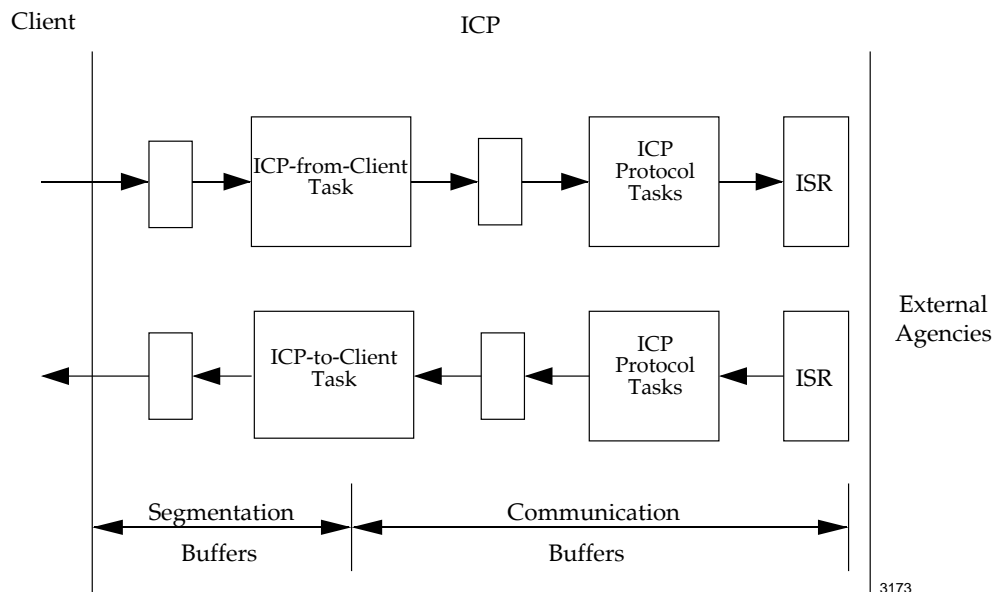 Client
ICP
ICP-from-Client
Task
ICP
Protocol
Tasks
ISR
ICP-to-Client
Task
ICP
Protocol
Tasks
ISR
External
Agencies
Segmentation
Buffers
Communication
Buffers
3173